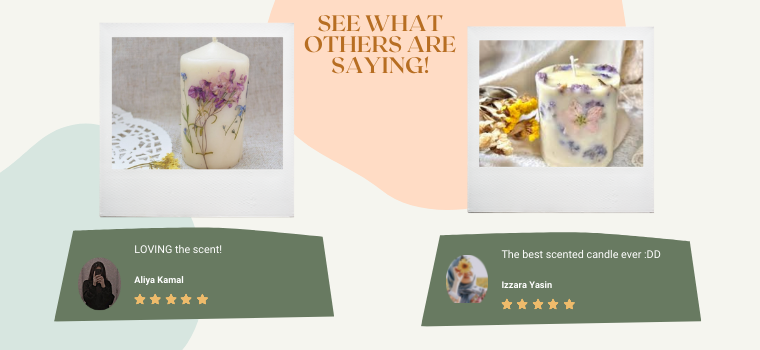 SEE WHAT
OTHERS ARE
SAYING!
LOVING the scent!
Aliya Kamal
The best scented candle ever :DD
Izzara Yasin